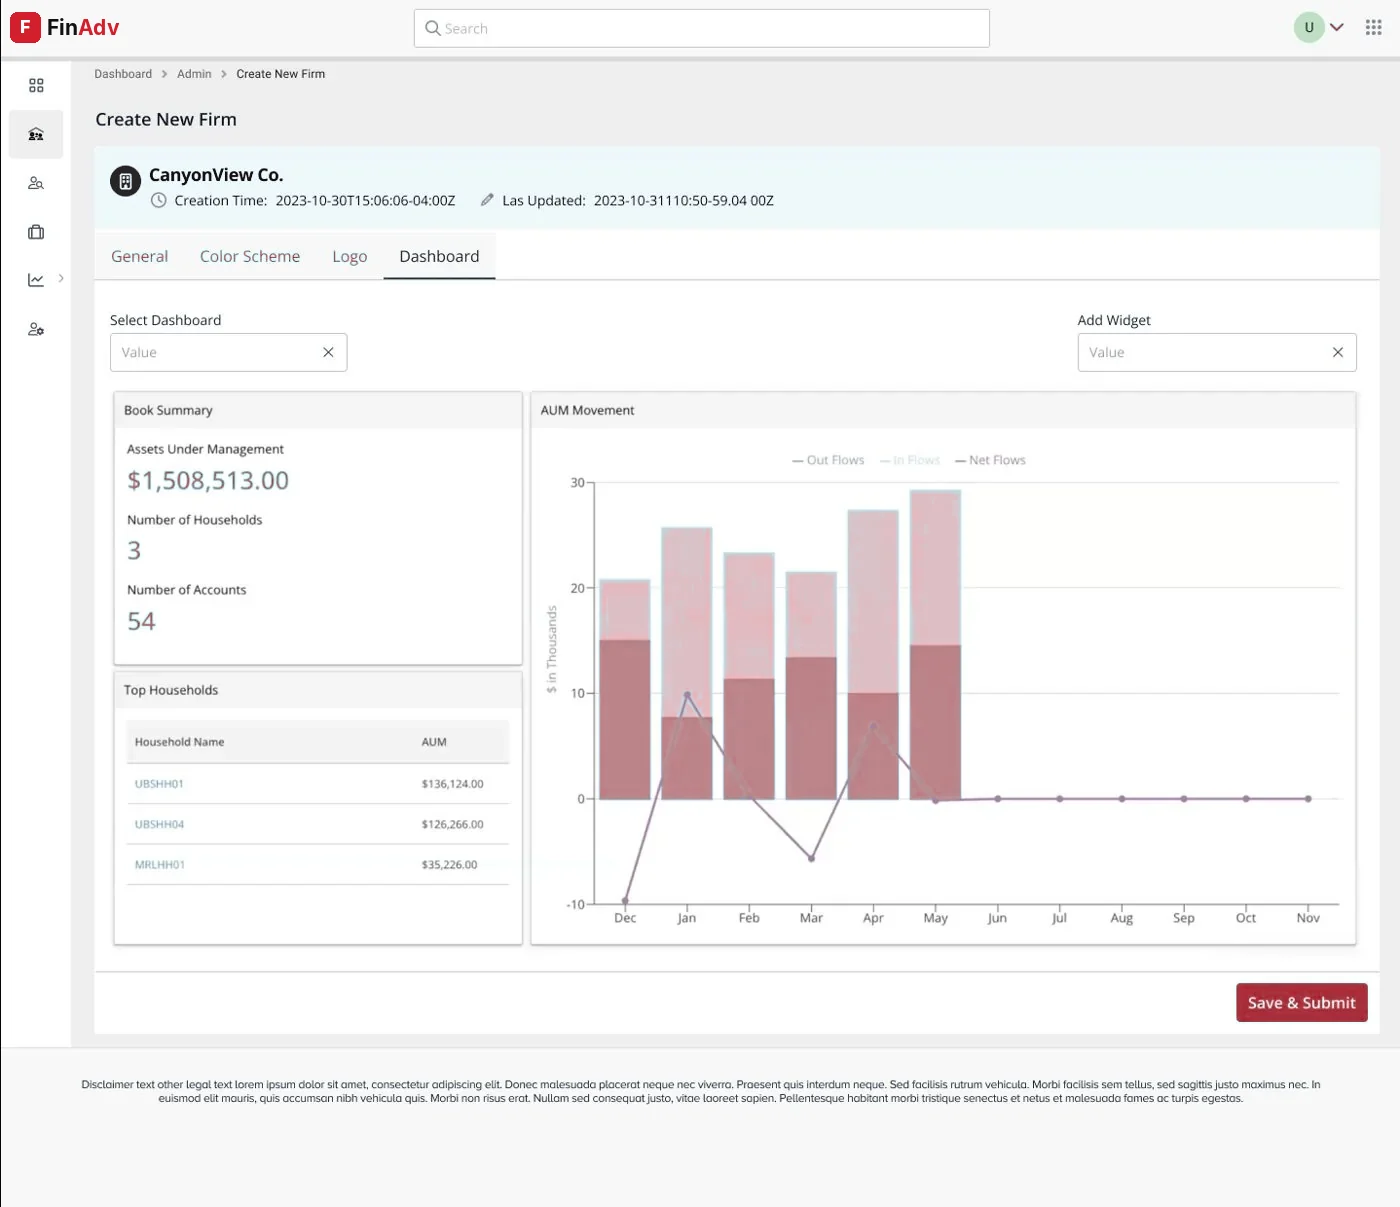 F FinAdv
Search
U
Dashboard > Admin > Create New Firm
Create New Firm
CanyonView Co.
Creation Time: 2023-10-30T15:06:06-04:00Z Las Updated: 2023-10-31110:50-59.04 00Z
General Color Scheme Logo Dashboard
Select Dashboard
Value
Add Widget
Value
Book Summary
Assets Under Management
$1,508,513.00
Number of Households
3
Number of Accounts
54
Top Households
Household Name AUM
UBSHH01 $136,124.00
UBSHH04 $126,266.00
MRLHH01 $35,226.00
AUM Movement
Out Flows In Flows Net Flows
$ in Thousands
30
20
10
0
-10
Dec Jan Feb Mar Apr May Jun Jul Aug Sep Oct Nov
Save & Submit
Disclaimer text other legal text lorem ipsum dolor sit amet, consectetur adipiscing elit. Donec malesuada placerat neque nec viverra. Praesent quis interdum neque. Sed facilisis rutrum vehicula. Morbi facilisis sem tellus, sed sagittis justo maximus nec. In
euismod elit mauris, quis accumsan nibh vehicula quis. Morbi non risus erat. Nullam sed consequat justo, vitae laoreet sapien. Pellentesque habitant morbi tristique senectus et netus et malesuada fames ac turpis egestas.